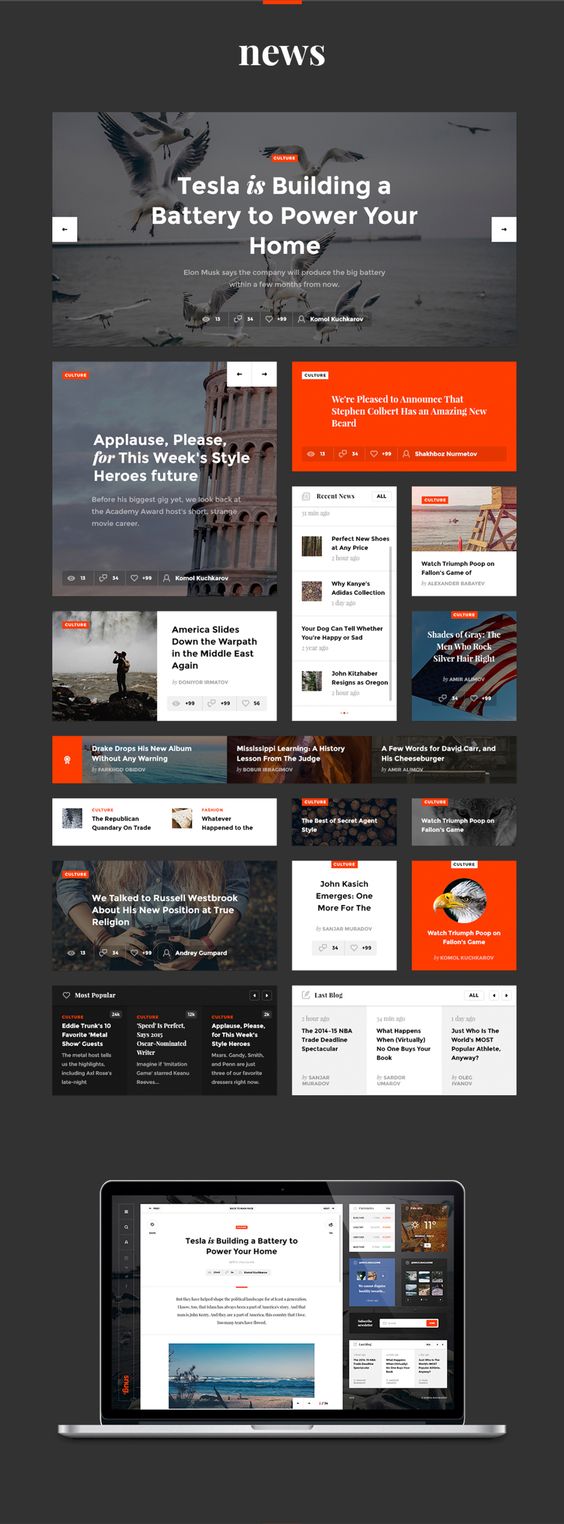 news
CULTURE
Tesla is Building a
Battery to Power Your
Home
Elon Musk says the company will produce the big battery
within a few months from now.
13 34 +99 Komol Kuchkarov
CULTURE
Applause, Please,
for This Week's Style
Heroes future
Before his biggest gig yet, we look back at
the Academy Award host's short, strange
movie career.
13 34 +99 Komol Kuchkarov
CULTURE
We're Pleased to Announce That
Stephen Colbert Has an Amazing New
Beard
13 34 +99 Shakhboz Nurmetov
Recent News ALL
31 min ago
Perfect New Shoes
at Any Price
2 hour ago
Why Kanye's
Adidas Collection
1 day ago
Your Dog Can Tell Whether
You're Happy or Sad
2 year ago
John Kitzhaber
Resigns as Oregon
2 hour ago
CULTURE
Watch Triumph Poop on
Fallon's Game of
by ALEXANDER BABAYEV
CULTURE
America Slides
Down the Warpath
in the Middle East
Again
by DONIYOR IRMATOV
+99 +99 56
CULTURE
Shades of Gray: The
Men Who Rock
Silver Hair Right
by AMIR ALIMOV
34 +99
Drake Drops His New Album
Without Any Warning
by FARKHOD OBIDOV
Mississippi Learning: A History
Lesson From The Judge
by BOBUR IBRAGIMOV
A Few Words for David Carr, and
His Cheeseburger
by AMIR ALIMOV
CULTURE
The Republican
Quandary On Trade
FASHION
Whatever
Happened to the
CULTURE
The Best of Secret Agent
Style
CULTURE
Watch Triumph Poop on
Fallon's Game
CULTURE
We Talked to Russell Westbrook
About His New Position at True
Religion
13 34 +99 Andrey Gumpard
CULTURE
John Kasich
Emerges: One
More For The
by SANJAR MURADOV
34 +99
CULTURE
Watch Triumph Poop on
Fallon's Game
by KOMOL KUCHKAROV
Most Popular
CULTURE 24k
Eddie Trunk's 10
Favorite 'Metal
Show' Guests
The metal host tells
us the highlights,
including Axl Rose's
late-night
CULTURE 12k
'Speed' Is Perfect,
Says 2015
Oscar-Nominated
Writer
Imagine if 'Imitation
Game' starred Keanu
Reeves...
CULTURE 2k
Applause, Please,
for This Week's
Style Heroes
Msars. Gandy, Smith,
and Penn are just
three of our favorite
dressers right now.
Last Blog ALL
2 hour ago
The 2014-15 NBA
Trade Deadline
Spectacular
by SANJAR
MURADOV
34 min ago
What Happens
When (Virtually)
No One Buys Your
Book
by SARDOR
UMAROV
1 day ago
Just Who Is The
World's MOST
Popular Athlete,
Anyway?
by OLEG
IVANOV
BACK TO MAIN PAGE
Tesla is Building a Battery to
Power Your Home
11°
Subscribe
newsletter
Last Blog